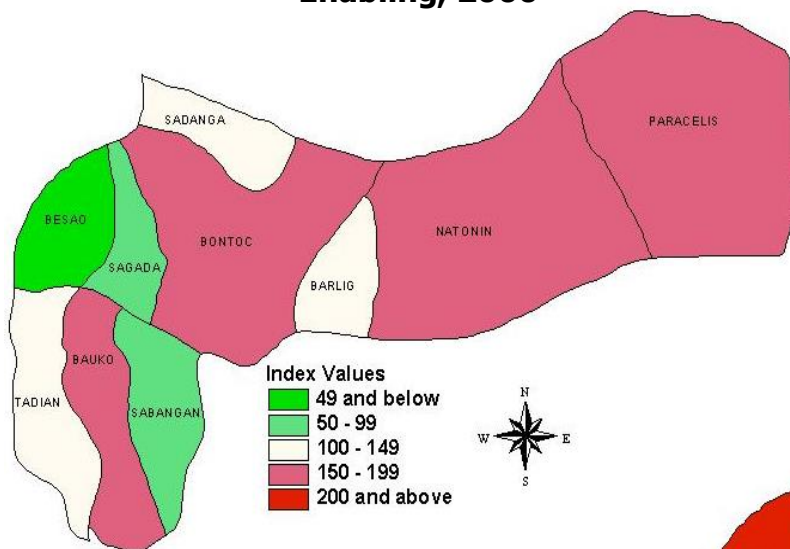 Enabling, 2000
SADANGA
PARACELIS
BESAO
BONTOC
NATONIN
SAGADA
BARLIG
BAUKO
TADIAN
SABANGAN
Index Values
49 and below
50 - 99
100 - 149
150 - 199
200 and above
N
W E
S